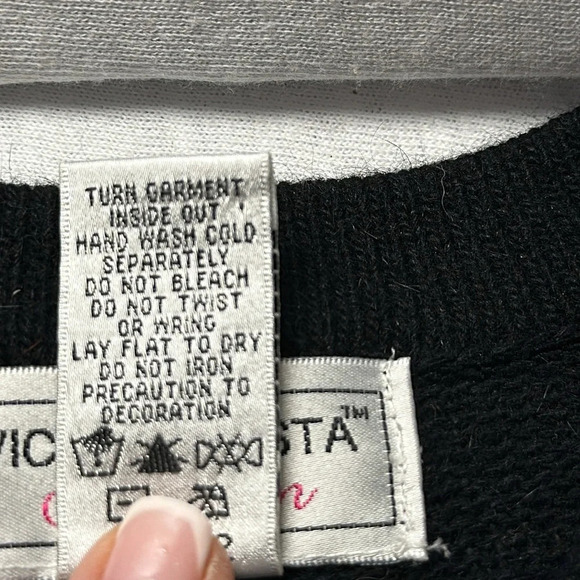 TURN GARMENT
INSIDE OUT
HAND WASH COLD
SEPARATELY
DO NOT BLEACH
DO NOT TWIST
OR WRING
LAY FLAT TO DRY
DO NOT IRON
PRECAUTION TO
DECORATION
VIC STA™